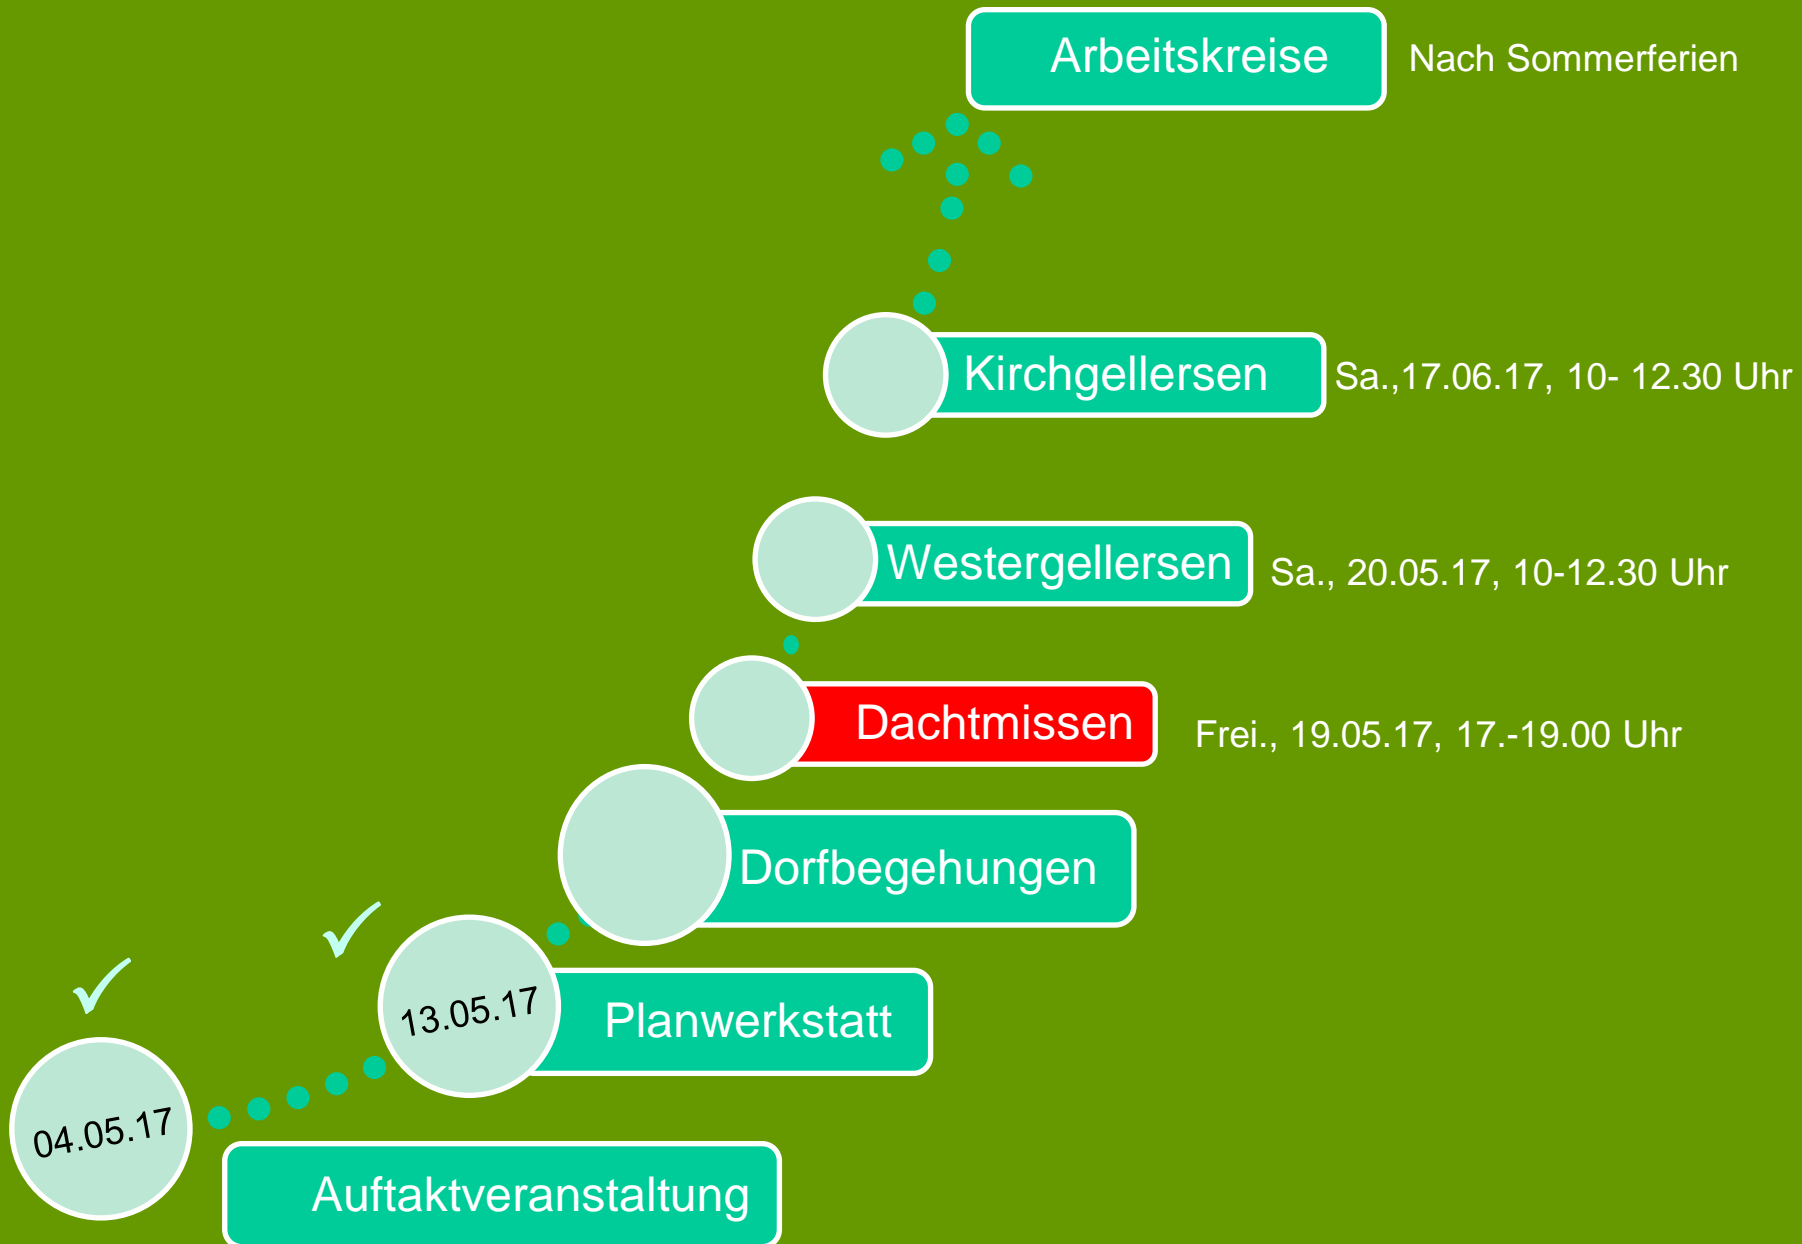 Arbeitskreise
Nach Sommerferien
Kirchgellersen
Sa.,17.06.17, 10- 12.30 Uhr
Westergellersen
Sa., 20.05.17, 10-12.30 Uhr
Dachtmissen
Frei., 19.05.17, 17.-19.00 Uhr
Dorfbegehungen
13.05.17
Planwerkstatt
04.05.17
Auftaktveranstaltung